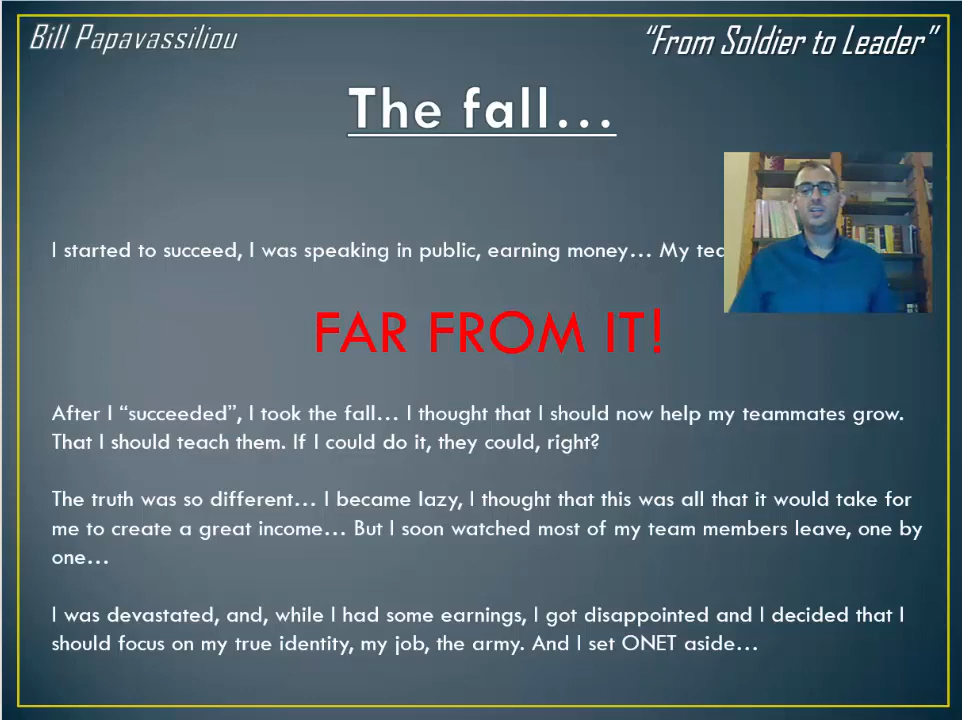 Bill Papavassiliou
“From Soldier to Leader”
The fall…
I started to succeed, I was speaking in public, earning money… My
FAR FROM IT!
After I “succeeded”, I took the fall… I thought that I should now help my teammates grow.
That I should teach them. If I could do it, they could, right?
The truth was so different… I became lazy, I thought that this was all that it would take for
me to create a great income… But I soon watched most of my team members leave, one by
one…
I was devastated, and, while I had some earnings, I got disappointed and I decided that I
should focus on my true identity, my job, the army. And I set ONET aside…